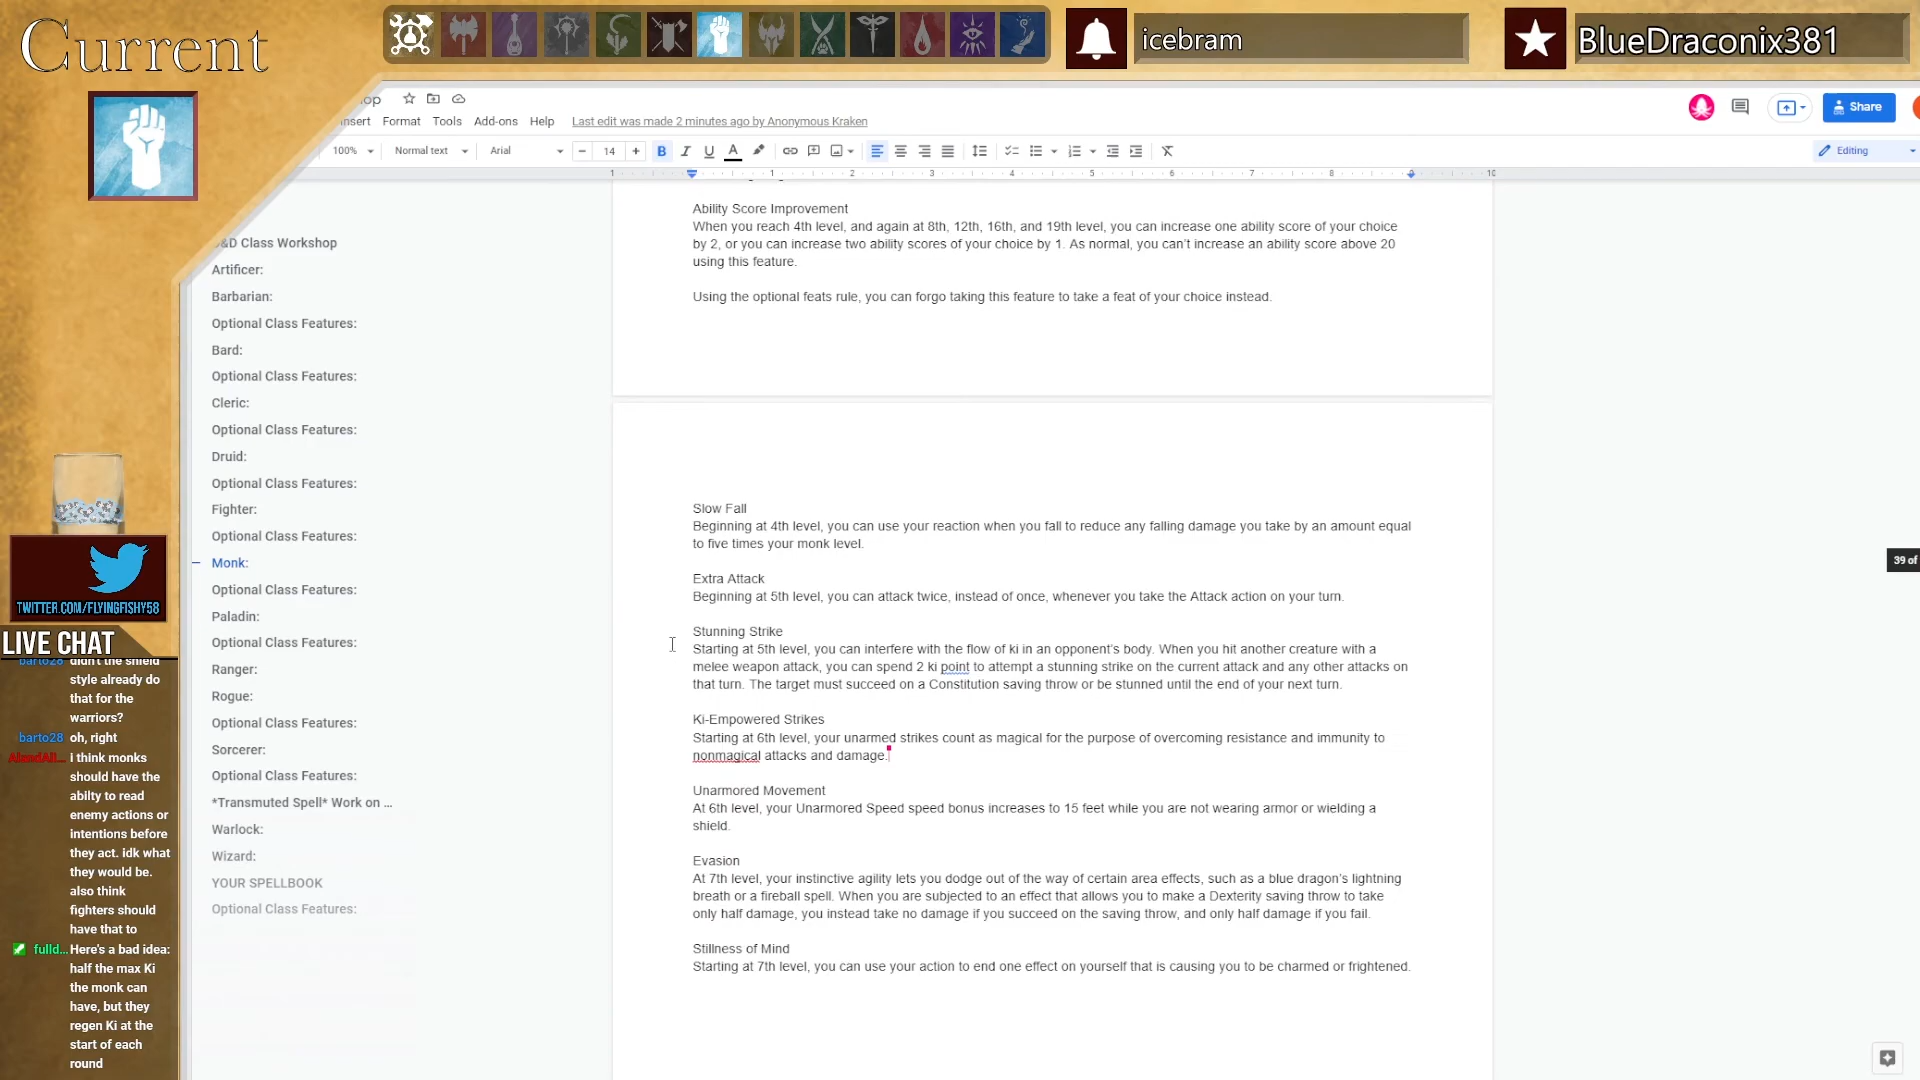 Current
icebram
BlueDraconix381
op
Insert Format Tools Add-ons Help Last edit was made 2 minutes ago by Anonymous Kraken
Share
100% Normal text Arial 14 Editing
1 1 2 3 4 5 6 7 8 9 10
D&D Class Workshop
Artificer:
Barbarian:
Optional Class Features:
Bard:
Optional Class Features:
Cleric:
Optional Class Features:
Druid:
Optional Class Features:
Fighter:
Optional Class Features:
Monk:
Optional Class Features:
Paladin:
Optional Class Features:
Ranger:
Rogue:
Optional Class Features:
Sorcerer:
Optional Class Features:
*Transmuted Spell* Work on ...
Warlock:
Wizard:
YOUR SPELLBOOK
Optional Class Features:
Ability Score Improvement
When you reach 4th level, and again at 8th, 12th, 16th, and 19th level, you can increase one ability score of your choice
by 2, or you can increase two ability scores of your choice by 1. As normal, you can't increase an ability score above 20
using this feature.
Using the optional feats rule, you can forgo taking this feature to take a feat of your choice instead.
Slow Fall
Beginning at 4th level, you can use your reaction when you fall to reduce any falling damage you take by an amount equal
to five times your monk level.
Extra Attack
Beginning at 5th level, you can attack twice, instead of once, whenever you take the Attack action on your turn.
Stunning Strike
Starting at 5th level, you can interfere with the flow of ki in an opponent's body. When you hit another creature with a
melee weapon attack, you can spend 2 ki point to attempt a stunning strike on the current attack and any other attacks on
that turn. The target must succeed on a Constitution saving throw or be stunned until the end of your next turn.
Ki-Empowered Strikes
Starting at 6th level, your unarmed strikes count as magical for the purpose of overcoming resistance and immunity to
nonmagical attacks and damage.
Unarmored Movement
At 6th level, your Unarmored Speed speed bonus increases to 15 feet while you are not wearing armor or wielding a
shield.
Evasion
At 7th level, your instinctive agility lets you dodge out of the way of certain area effects, such as a blue dragon's lightning
breath or a fireball spell. When you are subjected to an effect that allows you to make a Dexterity saving throw to take
only half damage, you instead take no damage if you succeed on the saving throw, and only half damage if you fail.
Stillness of Mind
Starting at 7th level, you can use your action to end one effect on yourself that is causing you to be charmed or frightened.
39 of
TWITTER.COM/FLYINGFISHY58
LIVE CHAT
barto28 didn't the shield
style already do
that for the
warriors?
barto28 oh, right
i think monks
should have the
abilty to read
enemy actions or
intentions before
they act. idk what
they would be.
also think
fighters should
have that to
fulld... Here's a bad idea:
half the max Ki
the monk can
have, but they
regen Ki at the
start of each
round